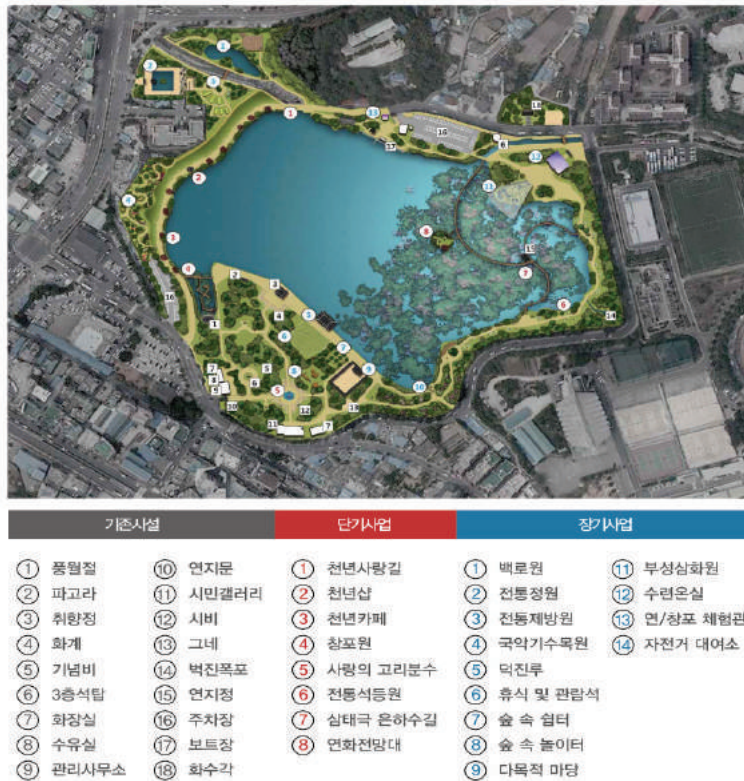 기존시설
① 풍월정
② 파고라
③ 취향정
④ 화계
⑤ 기념비
⑥ 3층석탑
⑦ 화장실
⑧ 수유실
⑨ 관리사무소
⑩ 연지문
⑪ 시민갤러리
⑫ 시비
⑬ 그네
⑭ 벽진폭포
⑮ 연지정
⑯ 주차장
⑰ 보트장
⑱ 화수각
단기사업
① 천년사랑길
② 천년샵
③ 천년카페
④ 창포원
⑤ 사랑의 고리분수
⑥ 전통석등원
⑦ 삼태극 은하수길
⑧ 연화전망대
장기사업
① 백로원
② 전통정원
③ 전통제방원
④ 국악기수목원
⑤ 덕진루
⑥ 휴식 및 관람석
⑦ 숲 속 쉼터
⑧ 숲 속 놀이터
⑨ 다목적 마당
⑪ 부성삼화원
⑫ 수련온실
⑬ 연/창포 체험관
⑭ 자전거 대여소